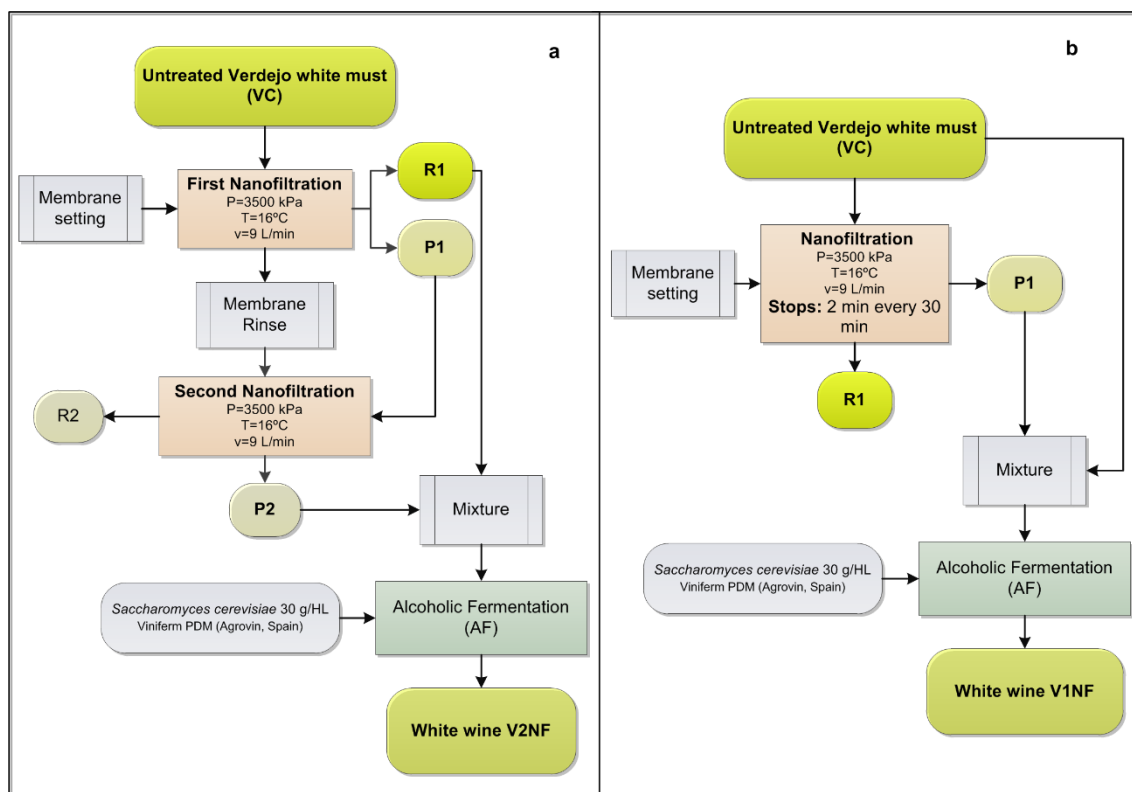 a
Untreated Verdejo white must
(VC)
First Nanofiltration
P=3500 kPa
T=16ºC
v=9 L/min
Membrane
setting
R1
P1
Membrane
Rinse
Second Nanofiltration
P=3500 kPa
T=16ºC
v=9 L/min
R2
P2
Mixture
Saccharomyces cerevisiae 30 g/HL
Viniferm PDM (Agrovin, Spain)
Alcoholic Fermentation
(AF)
White wine V2NF
b
Untreated Verdejo white must
(VC)
Nanofiltration
P=3500 kPa
T=16ºC
v=9 L/min
Stops: 2 min every 30
min
Membrane
setting
P1
R1
Mixture
Saccharomyces cerevisiae 30 g/HL
Viniferm PDM (Agrovin, Spain)
Alcoholic Fermentation
(AF)
White wine V1NF